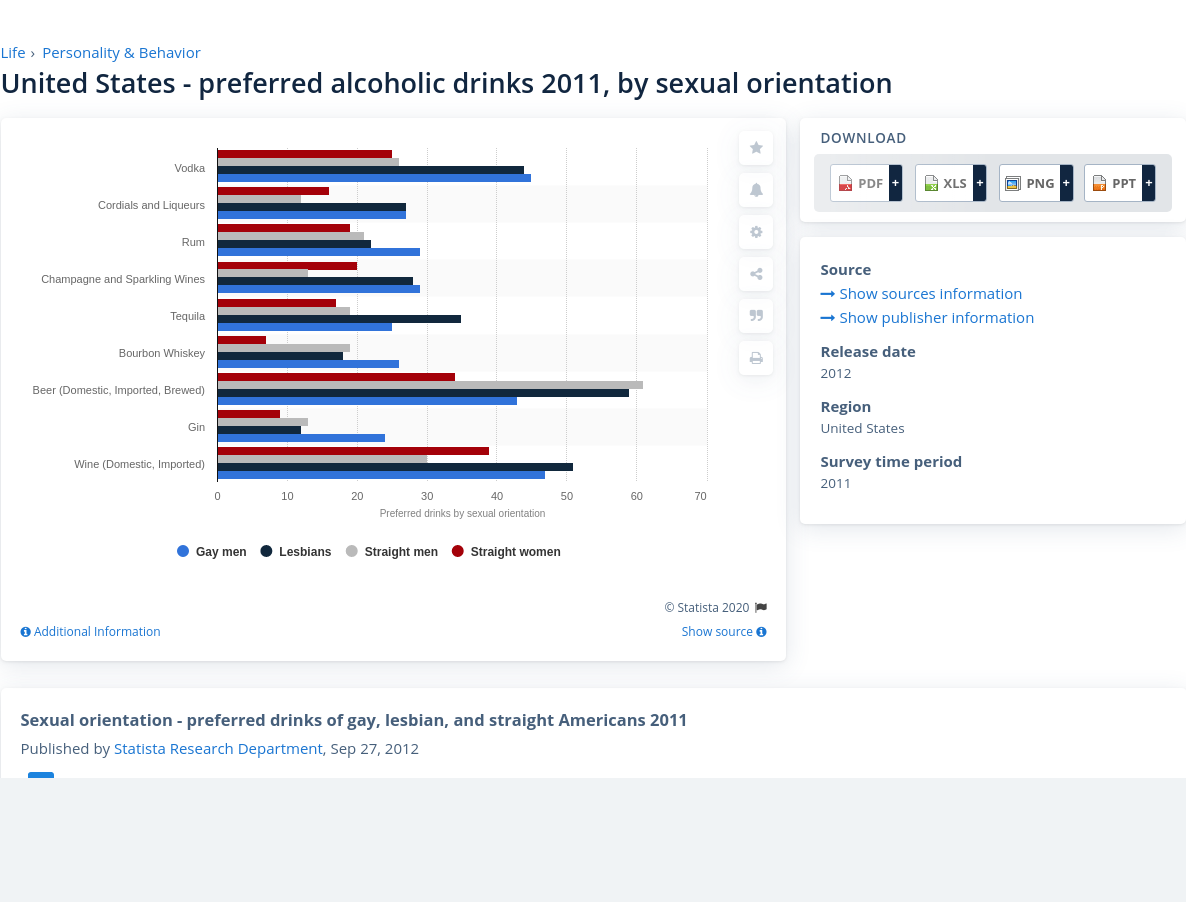 Life › Personality & Behavior
United States - preferred alcoholic drinks 2011, by sexual orientation
Vodka
Cordials and Liqueurs
Rum
Champagne and Sparkling Wines
Tequila
Bourbon Whiskey
Beer (Domestic, Imported, Brewed)
Gin
Wine (Domestic, Imported)
0 10 20 30 40 50 60 70
Preferred drinks by sexual orientation
Gay men Lesbians Straight men Straight women
© Statista 2020
Additional Information Show source
DOWNLOAD
PDF + XLS + PNG + PPT +
Source
Show sources information
Show publisher information
Release date
2012
Region
United States
Survey time period
2011
Sexual orientation - preferred drinks of gay, lesbian, and straight Americans 2011
Published by Statista Research Department, Sep 27, 2012